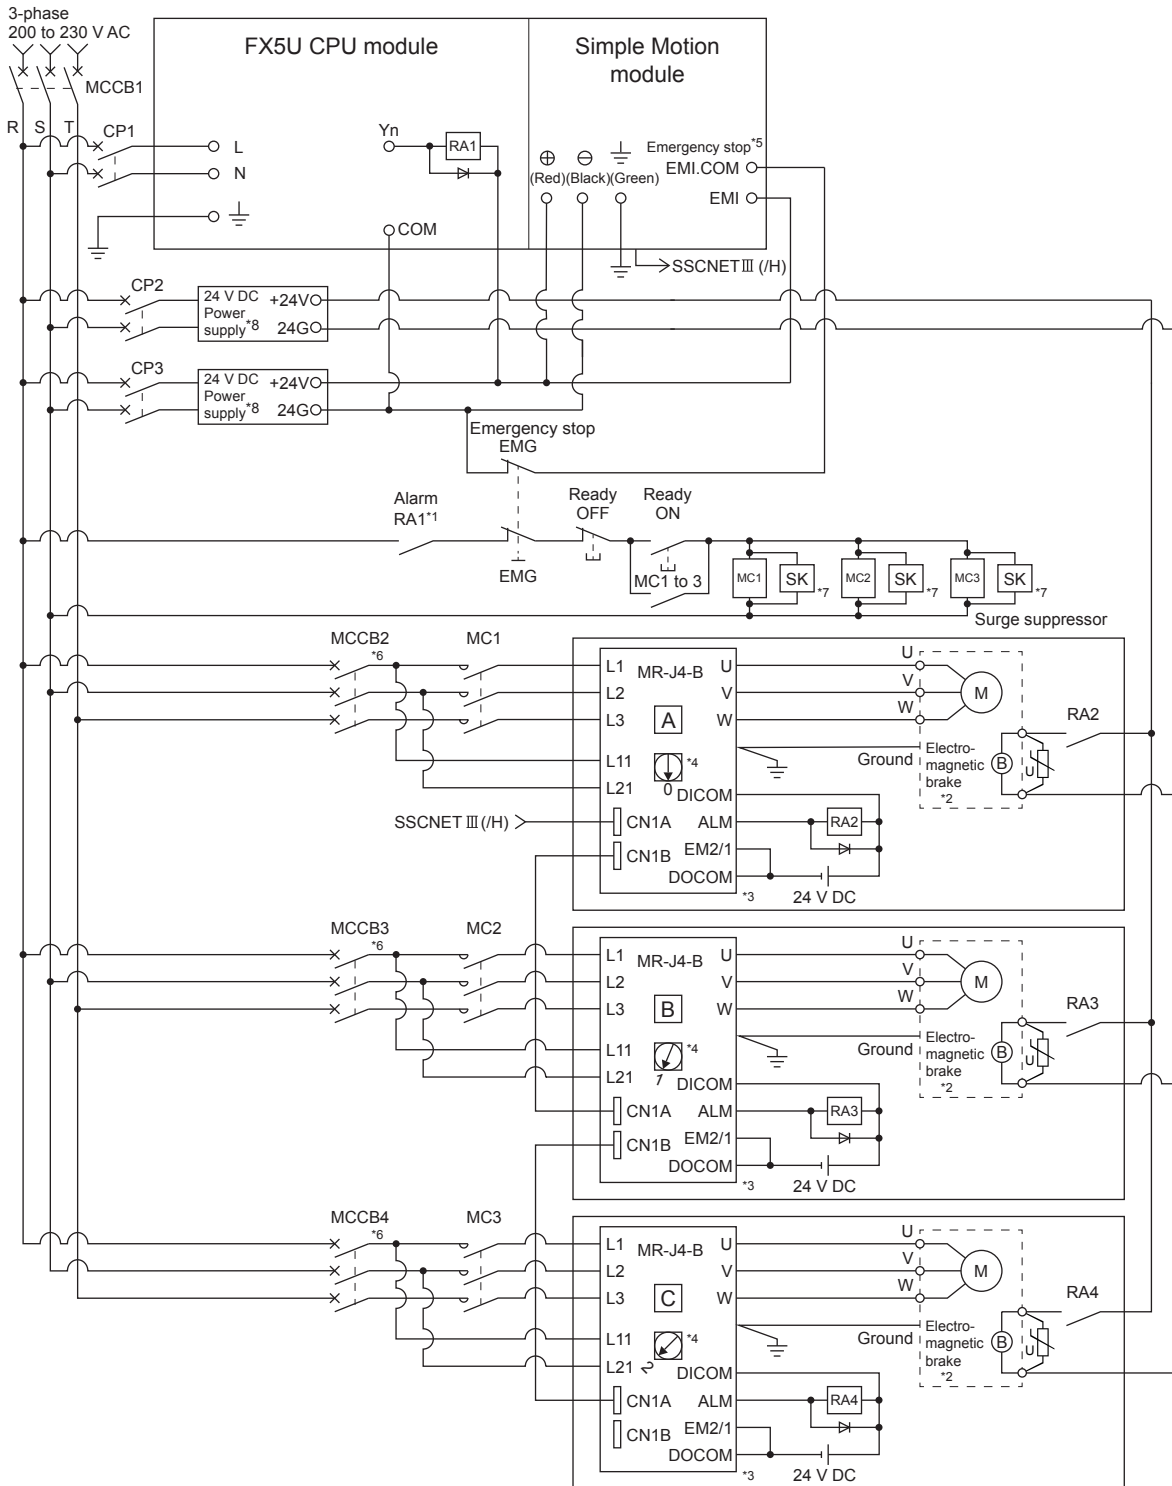 3-phase
200 to 230 V AC
MCCB1
R S T
CP1
FX5U CPU module
L
N
Yn
RA1
COM
Simple Motion
module
Emergency stop*5
⊕ ⊖
(Red) (Black) (Green)
EMI.COM
EMI
SSCNETⅢ(/H)
CP2
24 V DC
Power
supply*8
+24V
24G
CP3
24 V DC
Power
supply*8
+24V
24G
Emergency stop
EMG
Alarm
RA1*1
EMG
Ready
OFF
Ready
ON
MC1 to 3
MC1 SK *7
MC2 SK *7
MC3 SK *7
Surge suppressor
MCCB2
*6
MC1
L1
L2
L3
L11
L21
MR-J4-B
A
*4
0
U
V
W
DICOM
ALM
EM2/1
DOCOM
*3
CN1A
CN1B
SSCNETⅢ(/H)
U
V
W
M
Ground
Electro-
magnetic
brake
*2
B
U
RA2
RA2
24 V DC
MCCB3
*6
MC2
L1
L2
L3
L11
L21
MR-J4-B
B
*4
1
U
V
W
DICOM
ALM
EM2/1
DOCOM
*3
CN1A
CN1B
U
V
W
M
Ground
Electro-
magnetic
brake
*2
B
U
RA3
RA3
24 V DC
MCCB4
*6
MC3
L1
L2
L3
L11
L21
MR-J4-B
C
*4
2
U
V
W
DICOM
ALM
EM2/1
DOCOM
*3
CN1A
CN1B
U
V
W
M
Ground
Electro-
magnetic
brake
*2
B
U
RA4
RA4
24 V DC